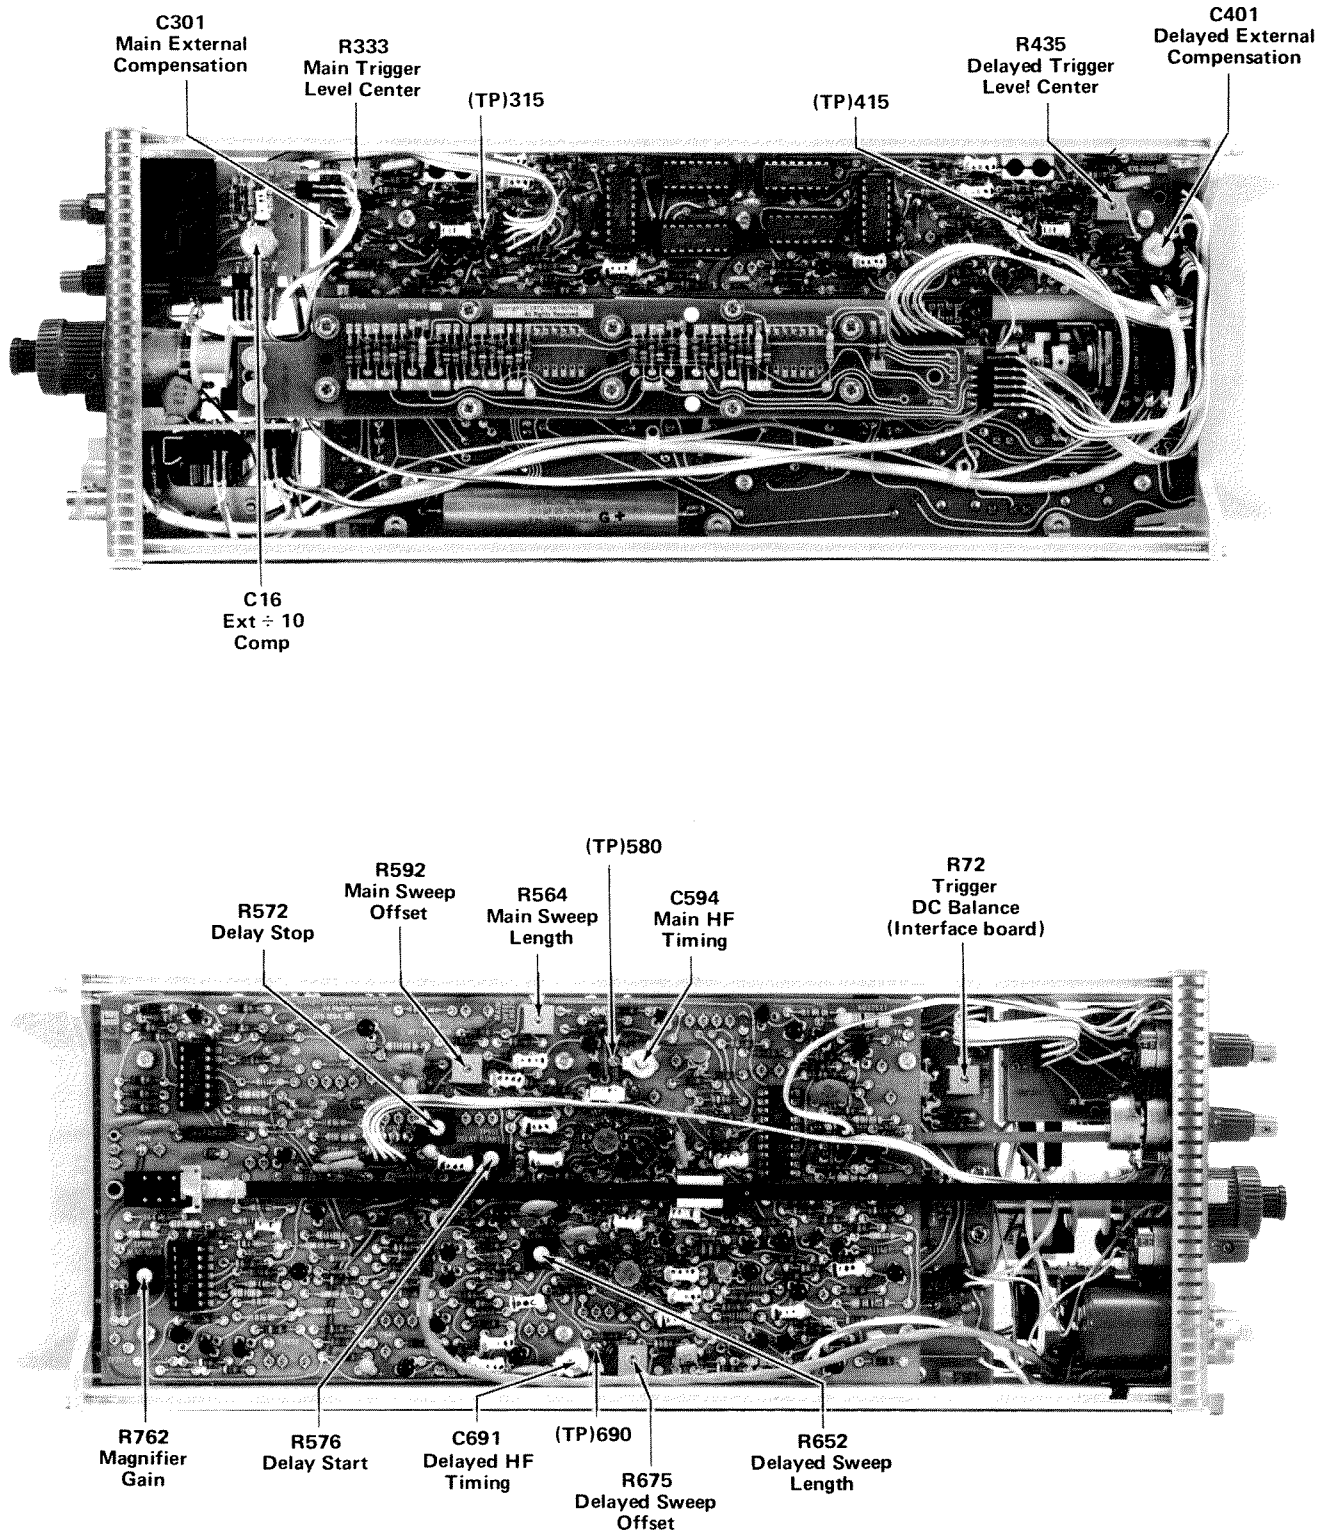 C301
Main External
Compensation
R333
Main Trigger
Level Center
(TP)315
(TP)415
R435
Delayed Trigger
Level Center
C401
Delayed External
Compensation
All Rights Reserved
G +
C16
Ext ÷ 10
Comp
R572
Delay Stop
R592
Main Sweep
Offset
R564
Main Sweep
Length
(TP)580
C594
Main HF
Timing
R72
Trigger
DC Balance
(Interface board)
R762
Magnifier
Gain
R576
Delay Start
C691
Delayed HF
Timing
(TP)690
R675
Delayed Sweep
Offset
R652
Delayed Sweep
Length